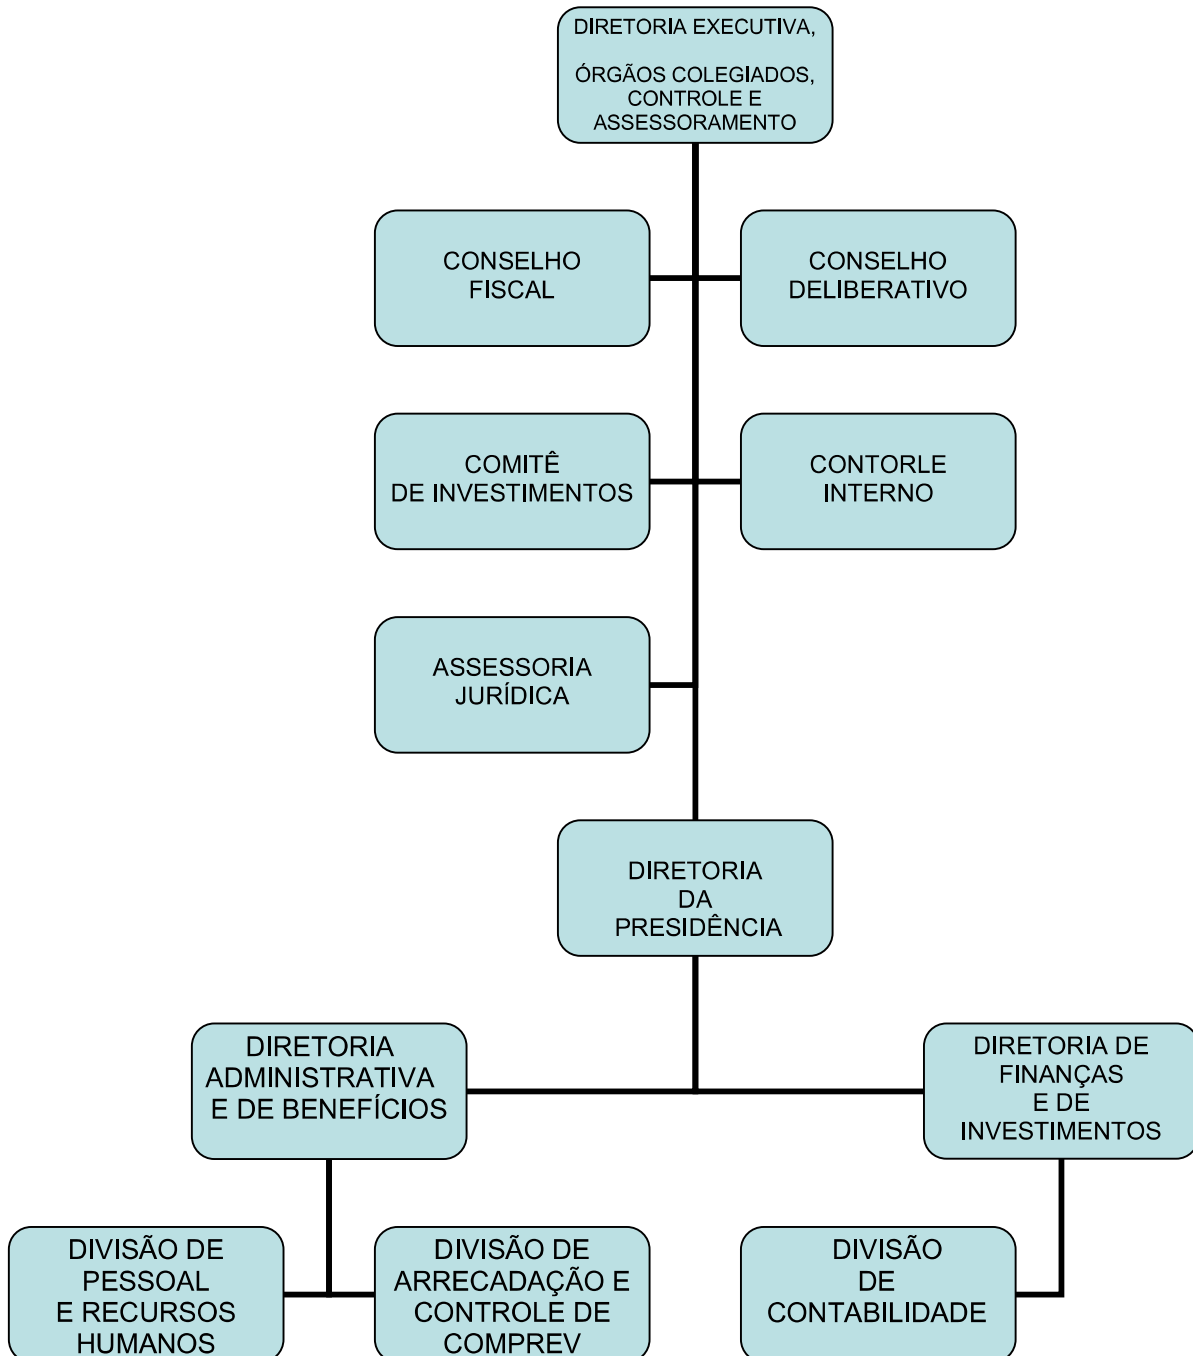 DIRETORIA EXECUTIVA,
ÓRGÃOS COLEGIADOS,
CONTROLE E
ASSESSORAMENTO
CONSELHO
FISCAL
CONSELHO
DELIBERATIVO
COMITÊ
DE INVESTIMENTOS
CONTORLE
INTERNO
ASSESSORIA
JURÍDICA
DIRETORIA
DA
PRESIDÊNCIA
DIRETORIA
ADMINISTRATIVA
E DE BENEFÍCIOS
DIRETORIA DE
FINANÇAS
E DE
INVESTIMENTOS
DIVISÃO DE
PESSOAL
E RECURSOS
HUMANOS
DIVISÃO DE
ARRECADAÇÃO E
CONTROLE DE
COMPREV
DIVISÃO
DE
CONTABILIDADE